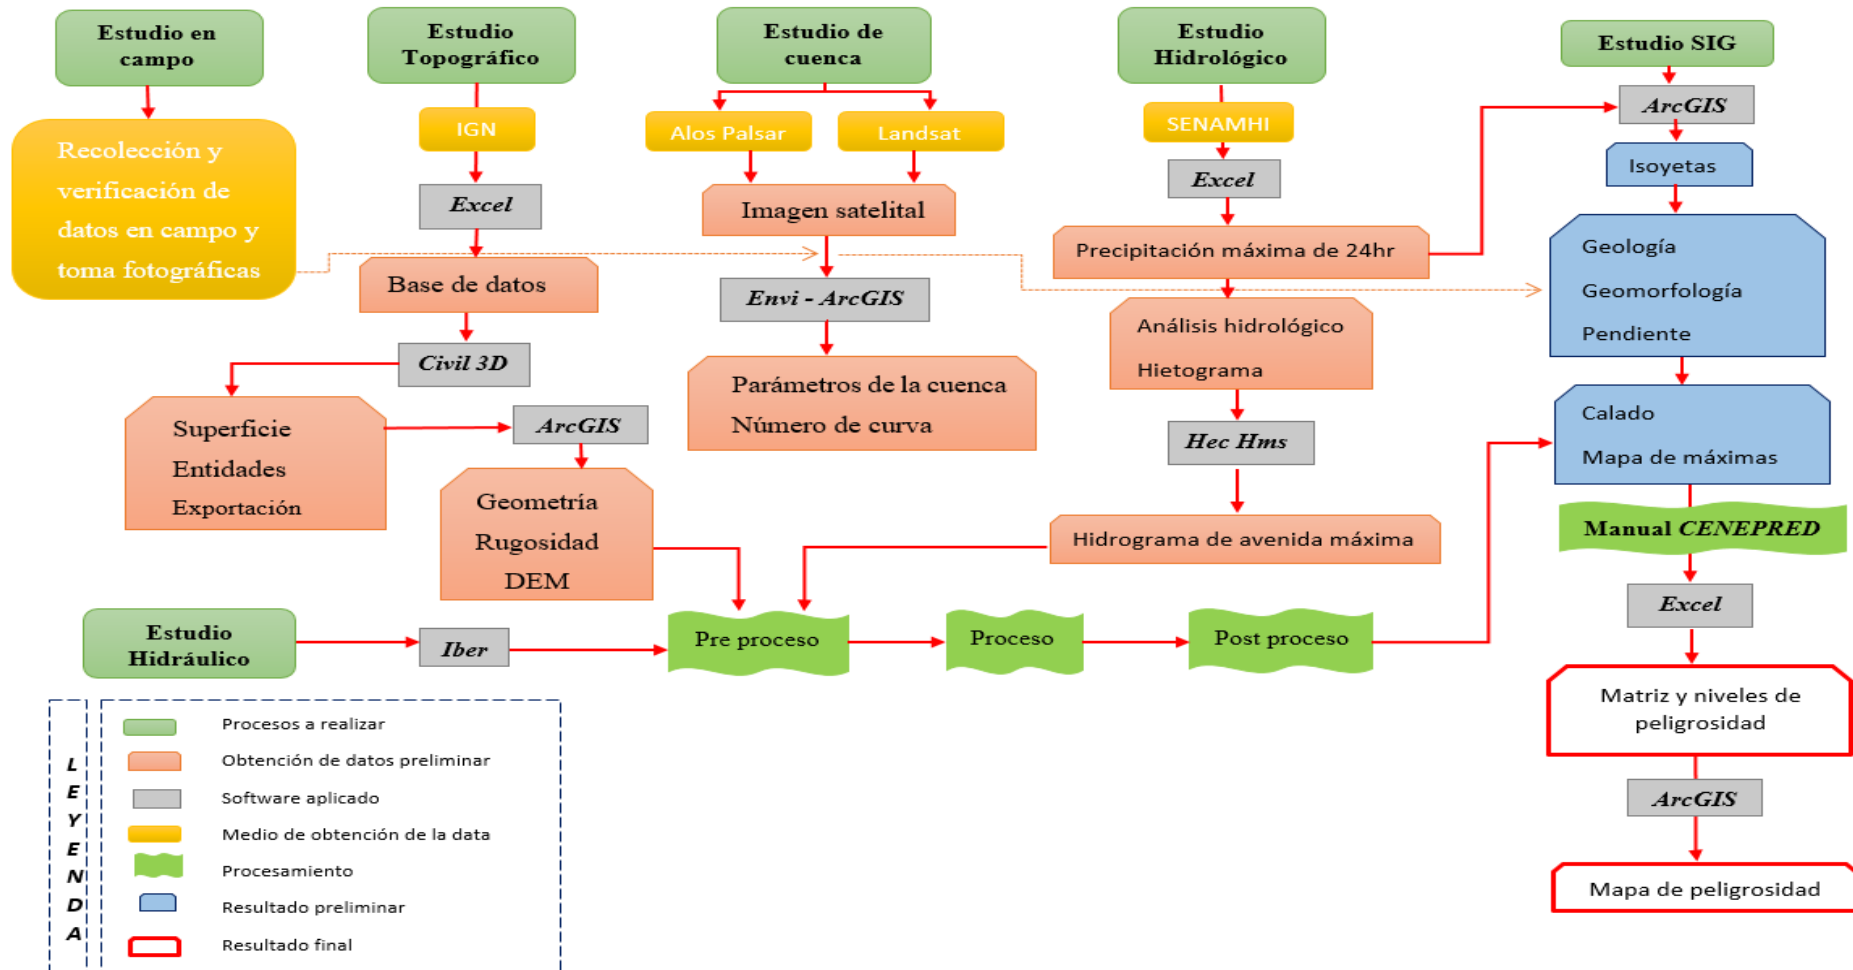 Estudio en
campo
Estudio
Topográfico
Estudio de
cuenca
Estudio
Hidrológico
Estudio SIG
Recolección y
verificación de
datos en campo y
toma fotográficas
IGN
Excel
Base de datos
Civil 3D
Superficie
Entidades
Exportación
ArcGIS
Geometría
Rugosidad
DEM
Alos Palsar
Landsat
Imagen satelital
Envi - ArcGIS
Parámetros de la cuenca
Número de curva
SENAMHI
Excel
Precipitación máxima de 24hr
Análisis hidrológico
Hietograma
Hec Hms
Hidrograma de avenida máxima
ArcGIS
Isoyetas
Geología
Geomorfología
Pendiente
Calado
Mapa de máximas
Manual CENEPRED
Excel
Matriz y niveles de
peligrosidad
ArcGIS
Mapa de peligrosidad
Estudio
Hidráulico
Iber
Pre proceso
Proceso
Post proceso
LEYENDA
Procesos a realizar
Obtención de datos preliminar
Software aplicado
Medio de obtención de la data
Procesamiento
Resultado preliminar
Resultado final